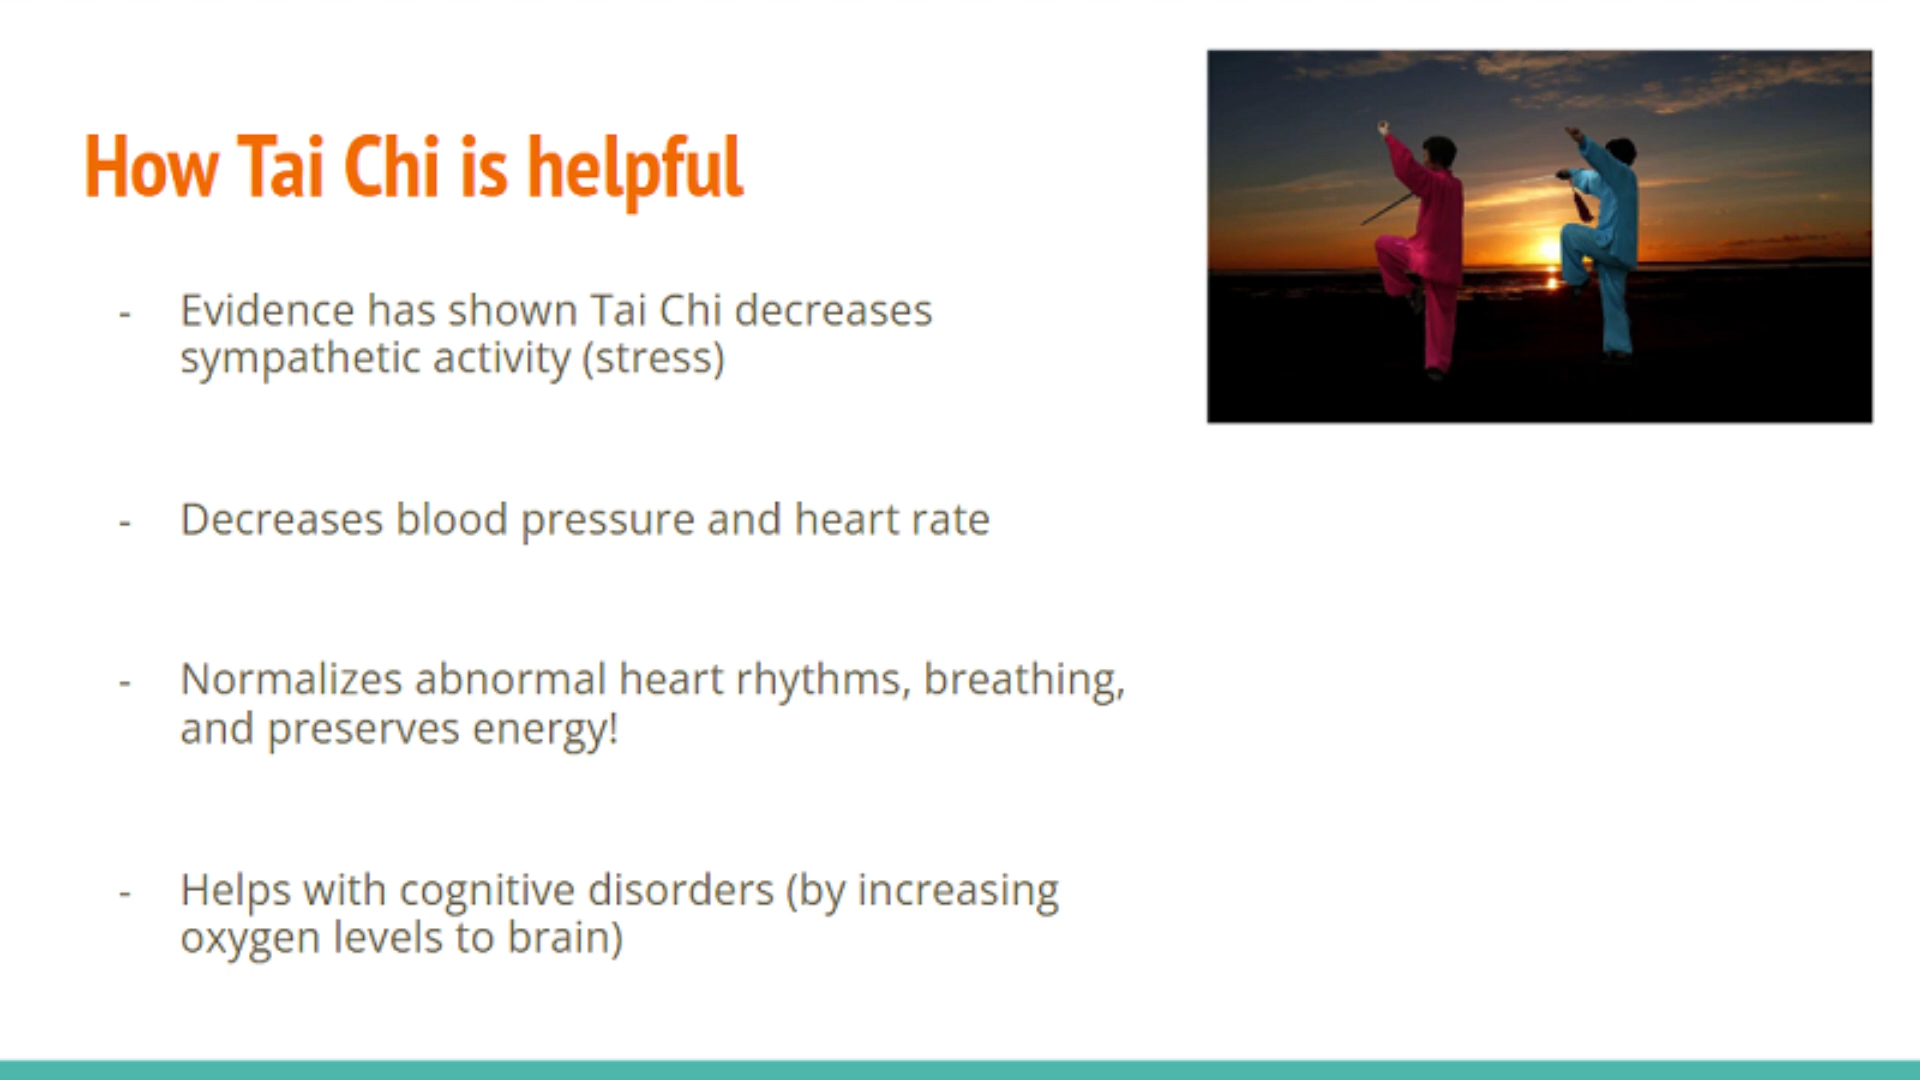 How Tai Chi is helpful
- Evidence has shown Tai Chi decreases
sympathetic activity (stress)
- Decreases blood pressure and heart rate
- Normalizes abnormal heart rhythms, breathing,
and preserves energy!
- Helps with cognitive disorders (by increasing
oxygen levels to brain)